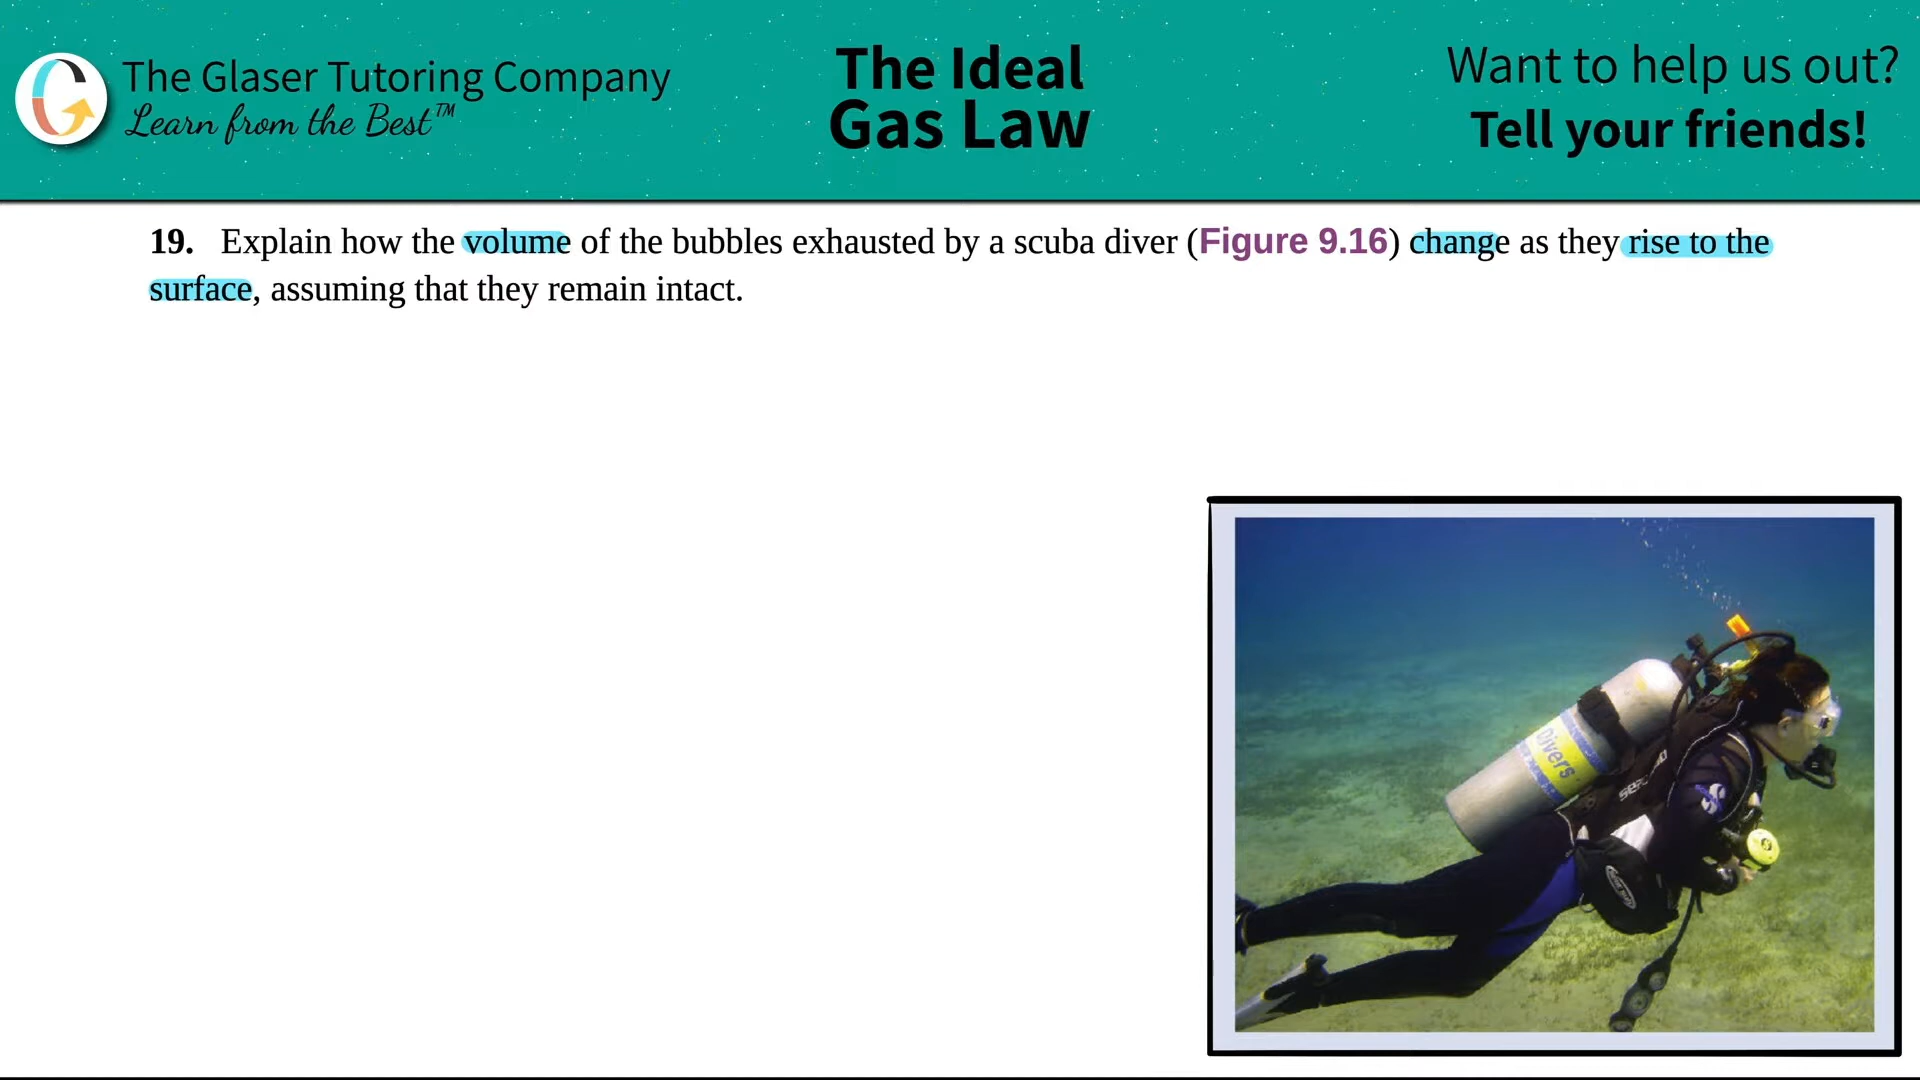 The Glaser Tutoring Company
Learn from the Best™
The Ideal
Gas Law
Want to help us out?
Tell your friends!
19. Explain how the volume of the bubbles exhausted by a scuba diver (Figure 9.16) change as they rise to the
surface, assuming that they remain intact.
Divers